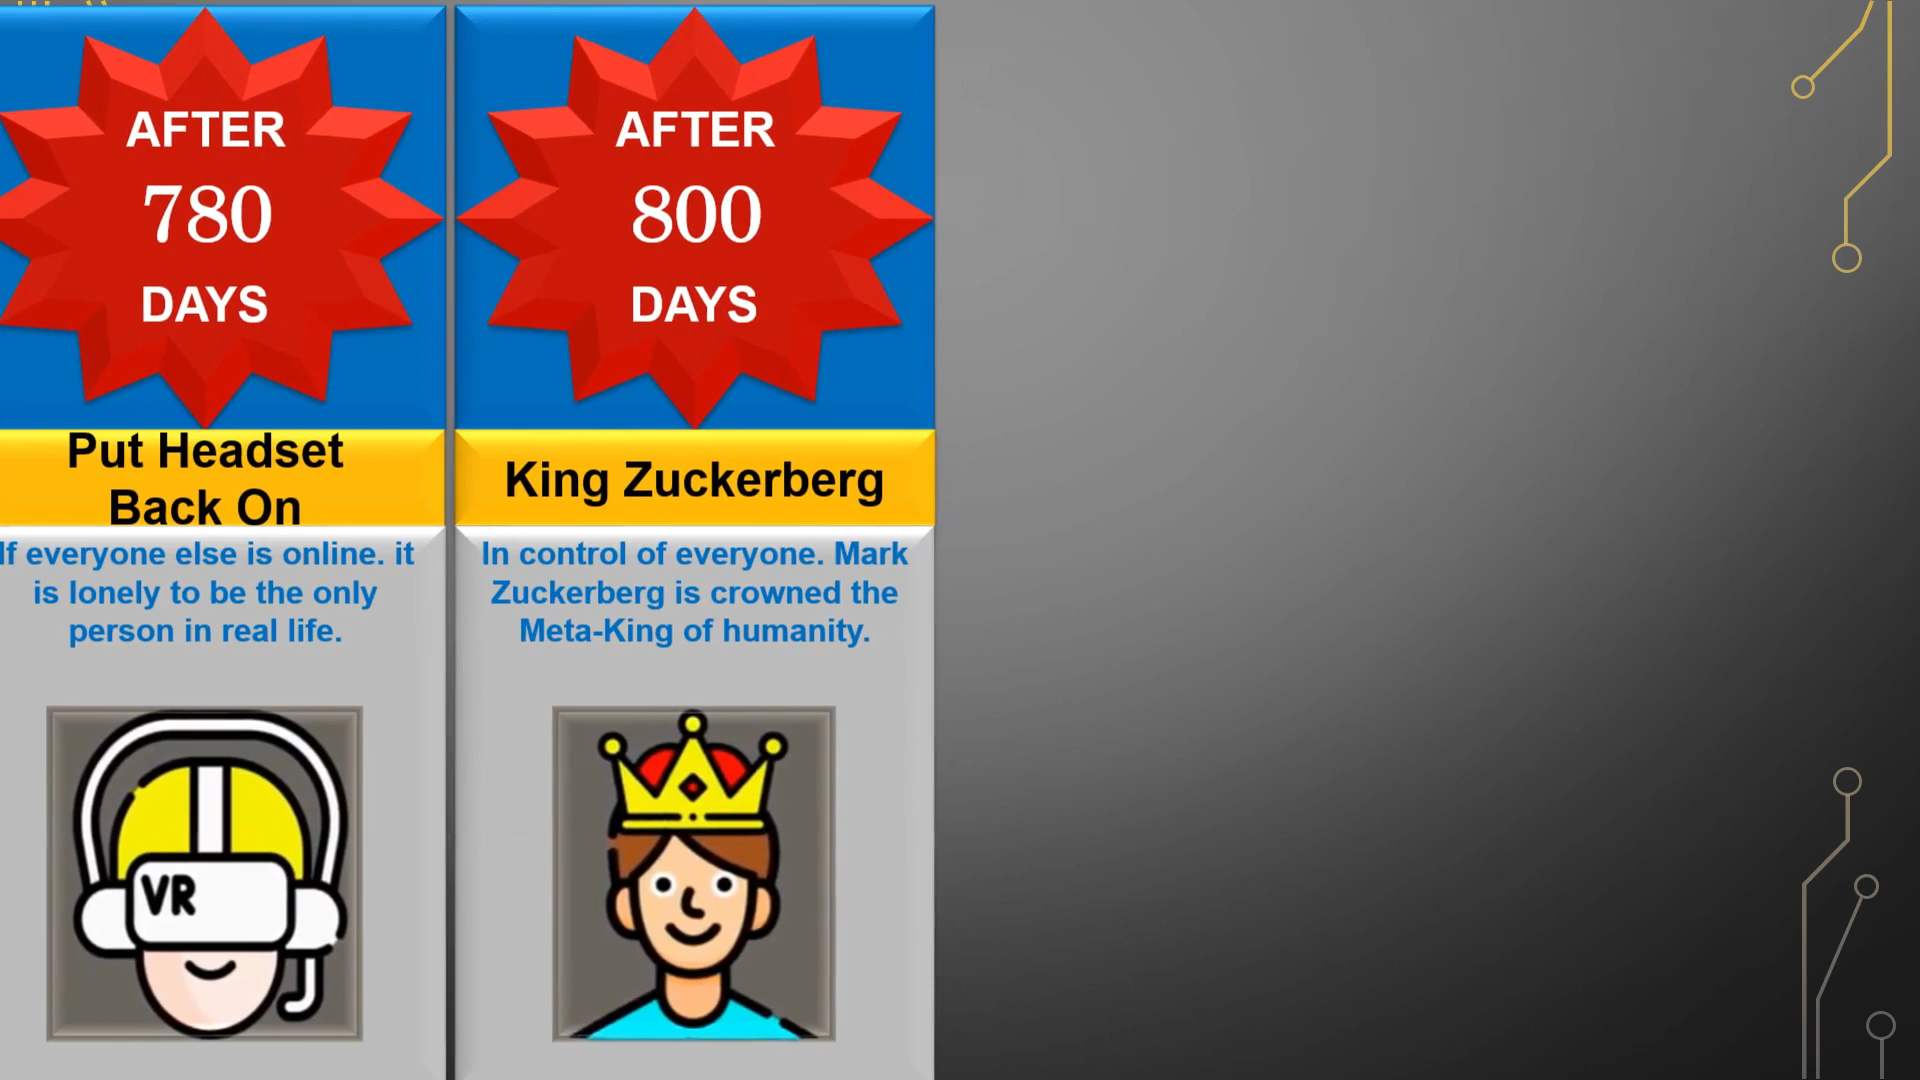 AFTER
780
DAYS
Put Headset
Back On
If everyone else is online. it
is lonely to be the only
person in real life.
VR
AFTER
800
DAYS
King Zuckerberg
In control of everyone. Mark
Zuckerberg is crowned the
Meta-King of humanity.